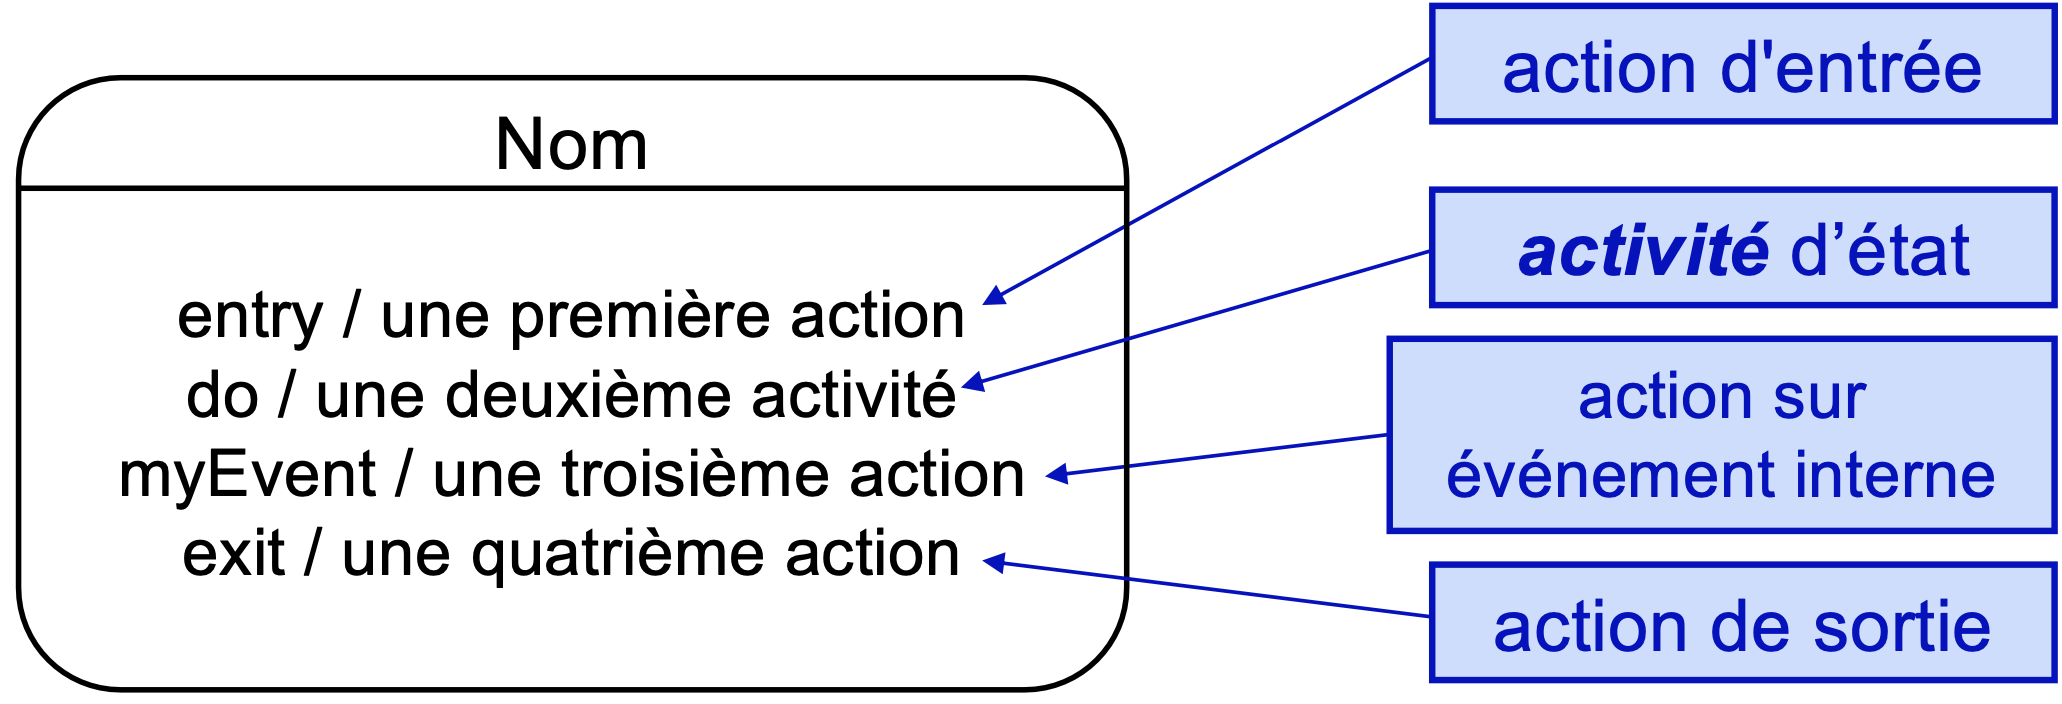 action d'entrée
Nom
activité d’état
entry / une première action
do / une deuxième activité
action sur
myEvent / une troisième action
événement interne
exit / une quatrième action
action de sortie